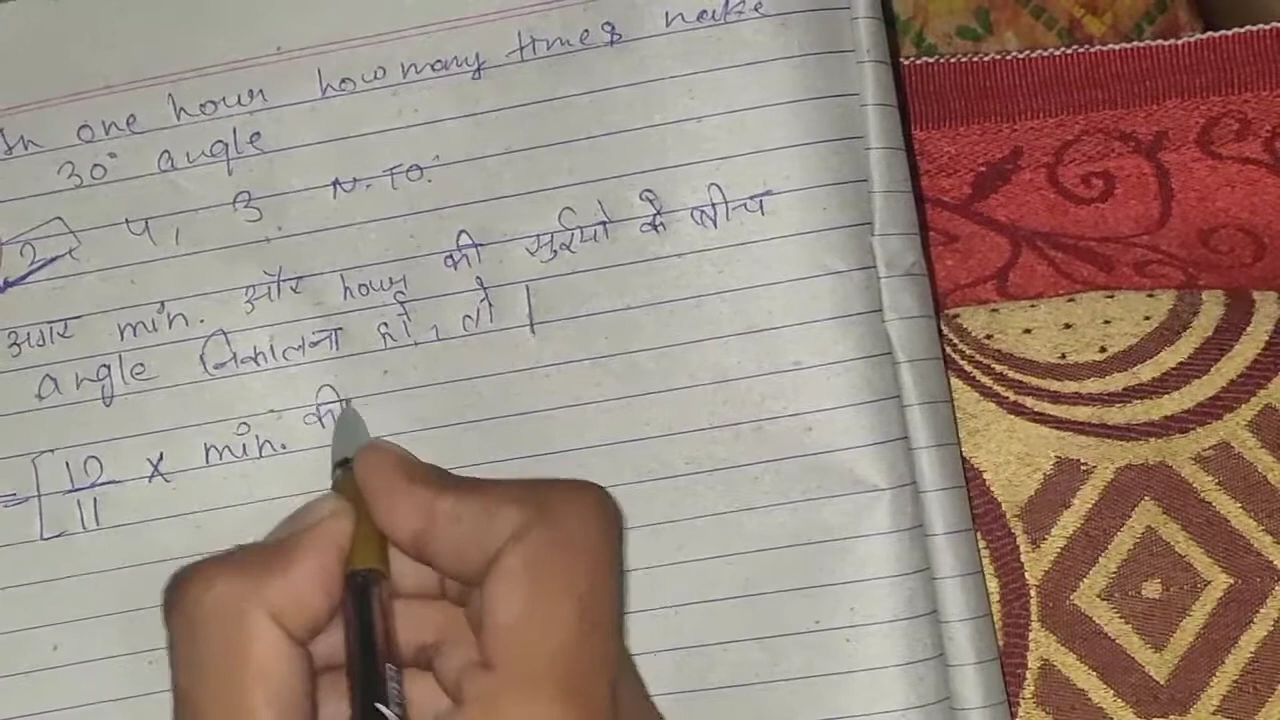 In one hour how many times make
30° angle
2, 4, 3 N.TO.
अगर min. और hour की सुईयो के बीच
angle निकालना हो, तो |
= [ 12/11 × min. की